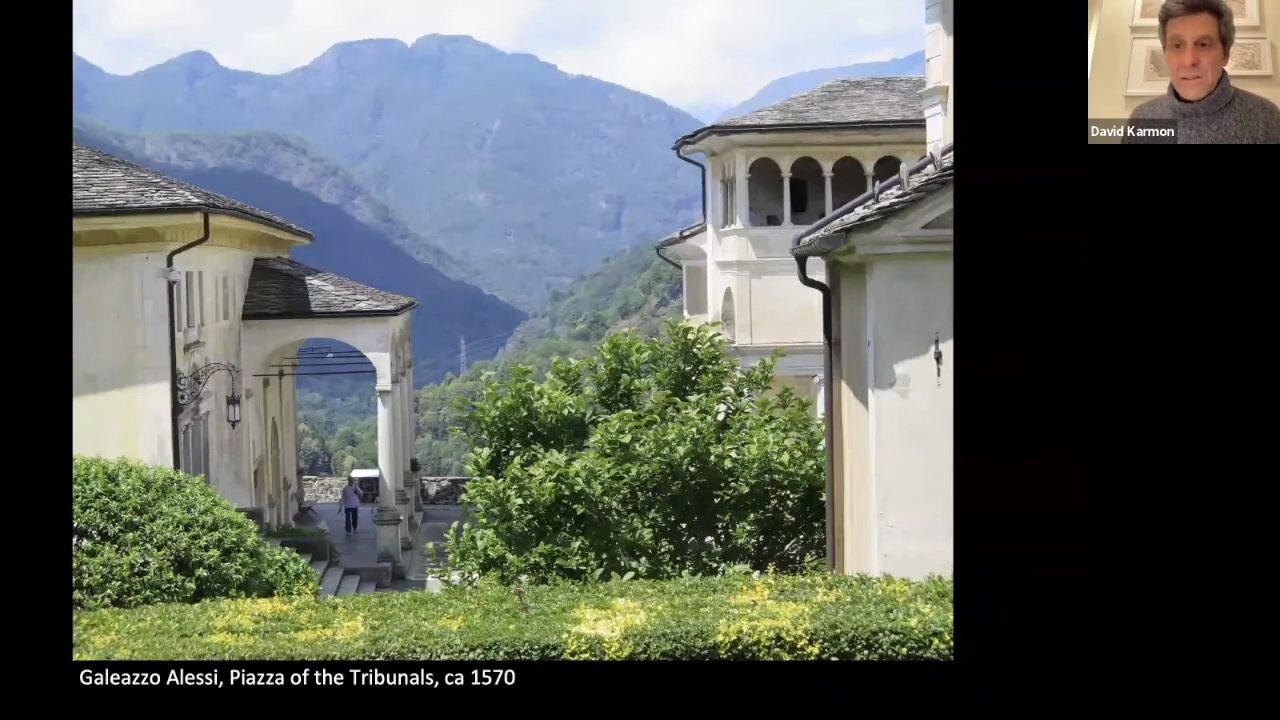 David Karmon
Galeazzo Alessi, Piazza of the Tribunals, ca 1570